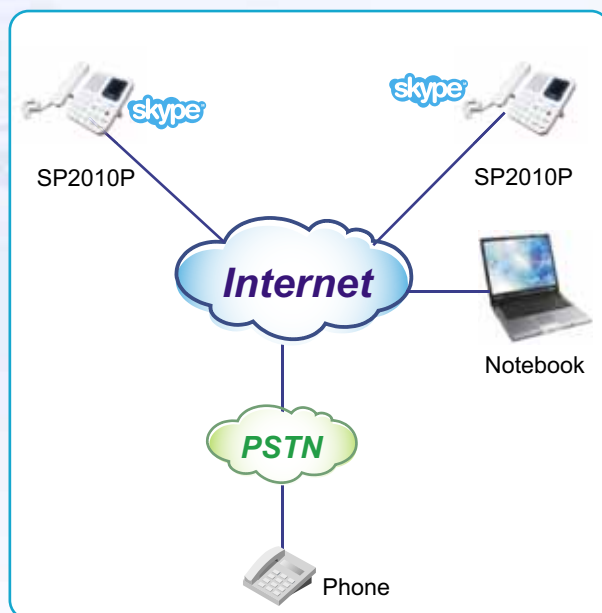 skype
skype
SP2010P
SP2010P
Internet
Notebook
PSTN
Phone